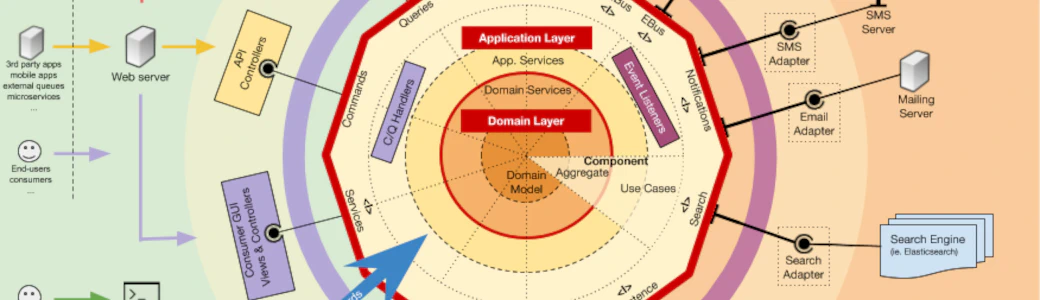 3rd party apps
mobile apps
external queues
microservices
...
Web server
End-users
consumers
...
API
Controllers
Consumer GUI
Views & Controllers
Queries
Commands
Services
C/Q Handlers
Application Layer
App. Services
Domain Services
Domain Layer
Domain
Model
Component
Aggregate
Use Cases
Event Listeners
Bus
EBus
</>
</>
Notifications
</>
Search
</>
</>
</>
SMS
Adapter
SMS
Server
Email
Adapter
Mailing
Server
Search
Adapter
Search Engine
(ie. Elasticsearch)